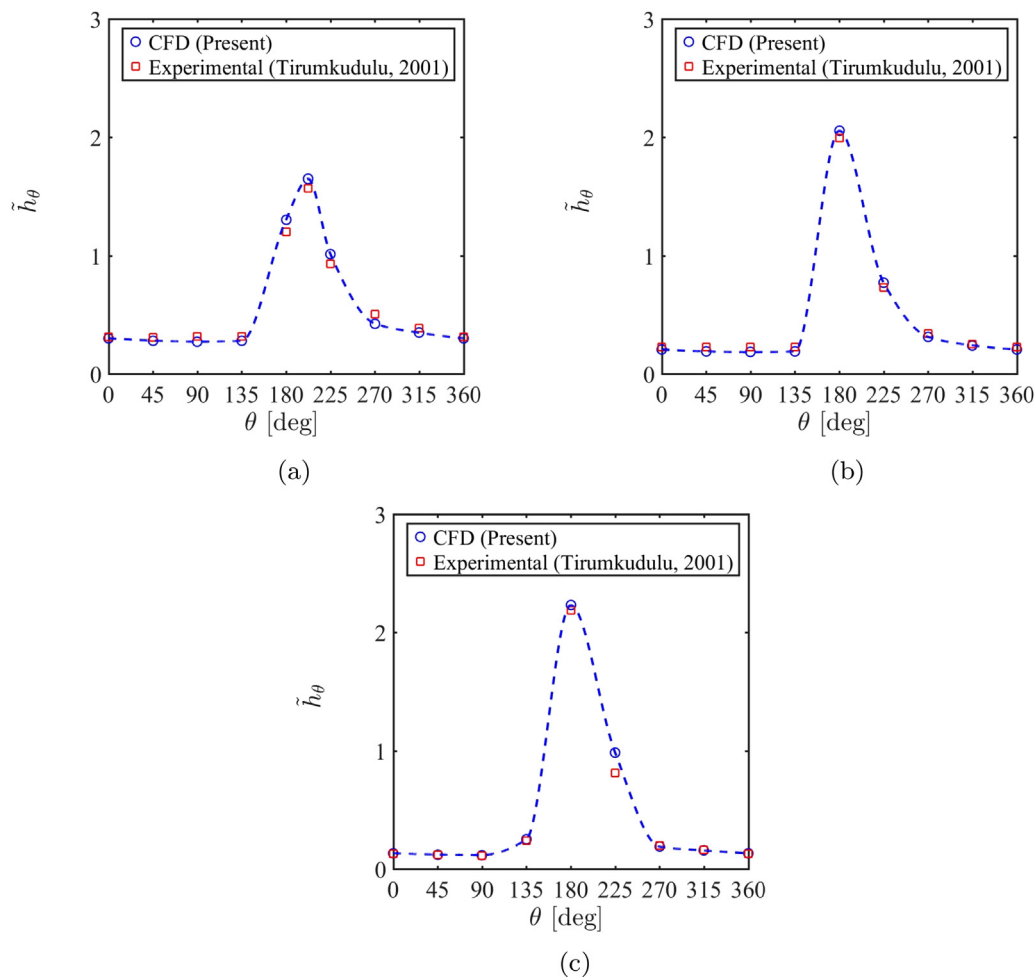 3
CFD (Present)
Experimental (Tirumkudulu, 2001)
2
h̃θ
1
0
0 45 90 135 180 225 270 315 360
θ [deg]
(a)
3
CFD (Present)
Experimental (Tirumkudulu, 2001)
2
h̃θ
1
0
0 45 90 135 180 225 270 315 360
θ [deg]
(b)
3
CFD (Present)
Experimental (Tirumkudulu, 2001)
2
h̃θ
1
0
0 45 90 135 180 225 270 315 360
θ [deg]
(c)